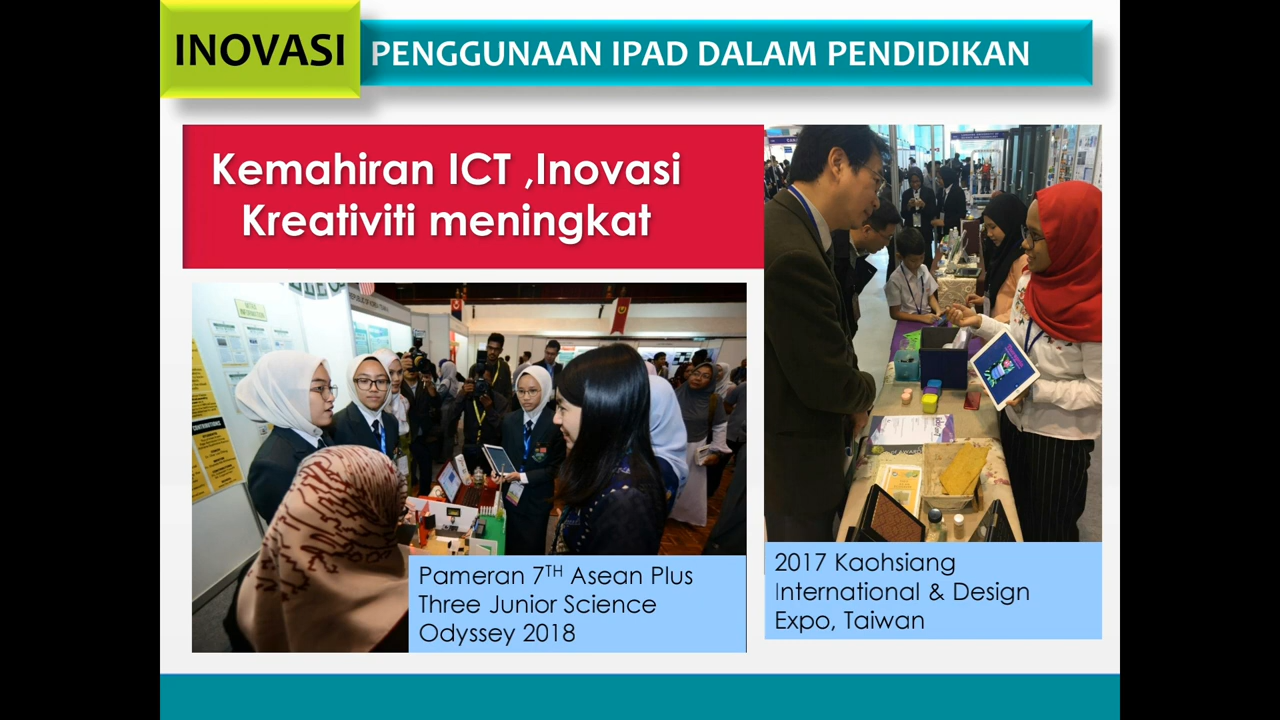 INOVASI
PENGGUNAAN IPAD DALAM PENDIDIKAN
Kemahiran ICT ,Inovasi
Kreativiti meningkat
CONTRIBUTIONS
Pameran 7TH Asean Plus
Three Junior Science
Odyssey 2018
2017 Kaohsiang
International & Design
Expo, Taiwan